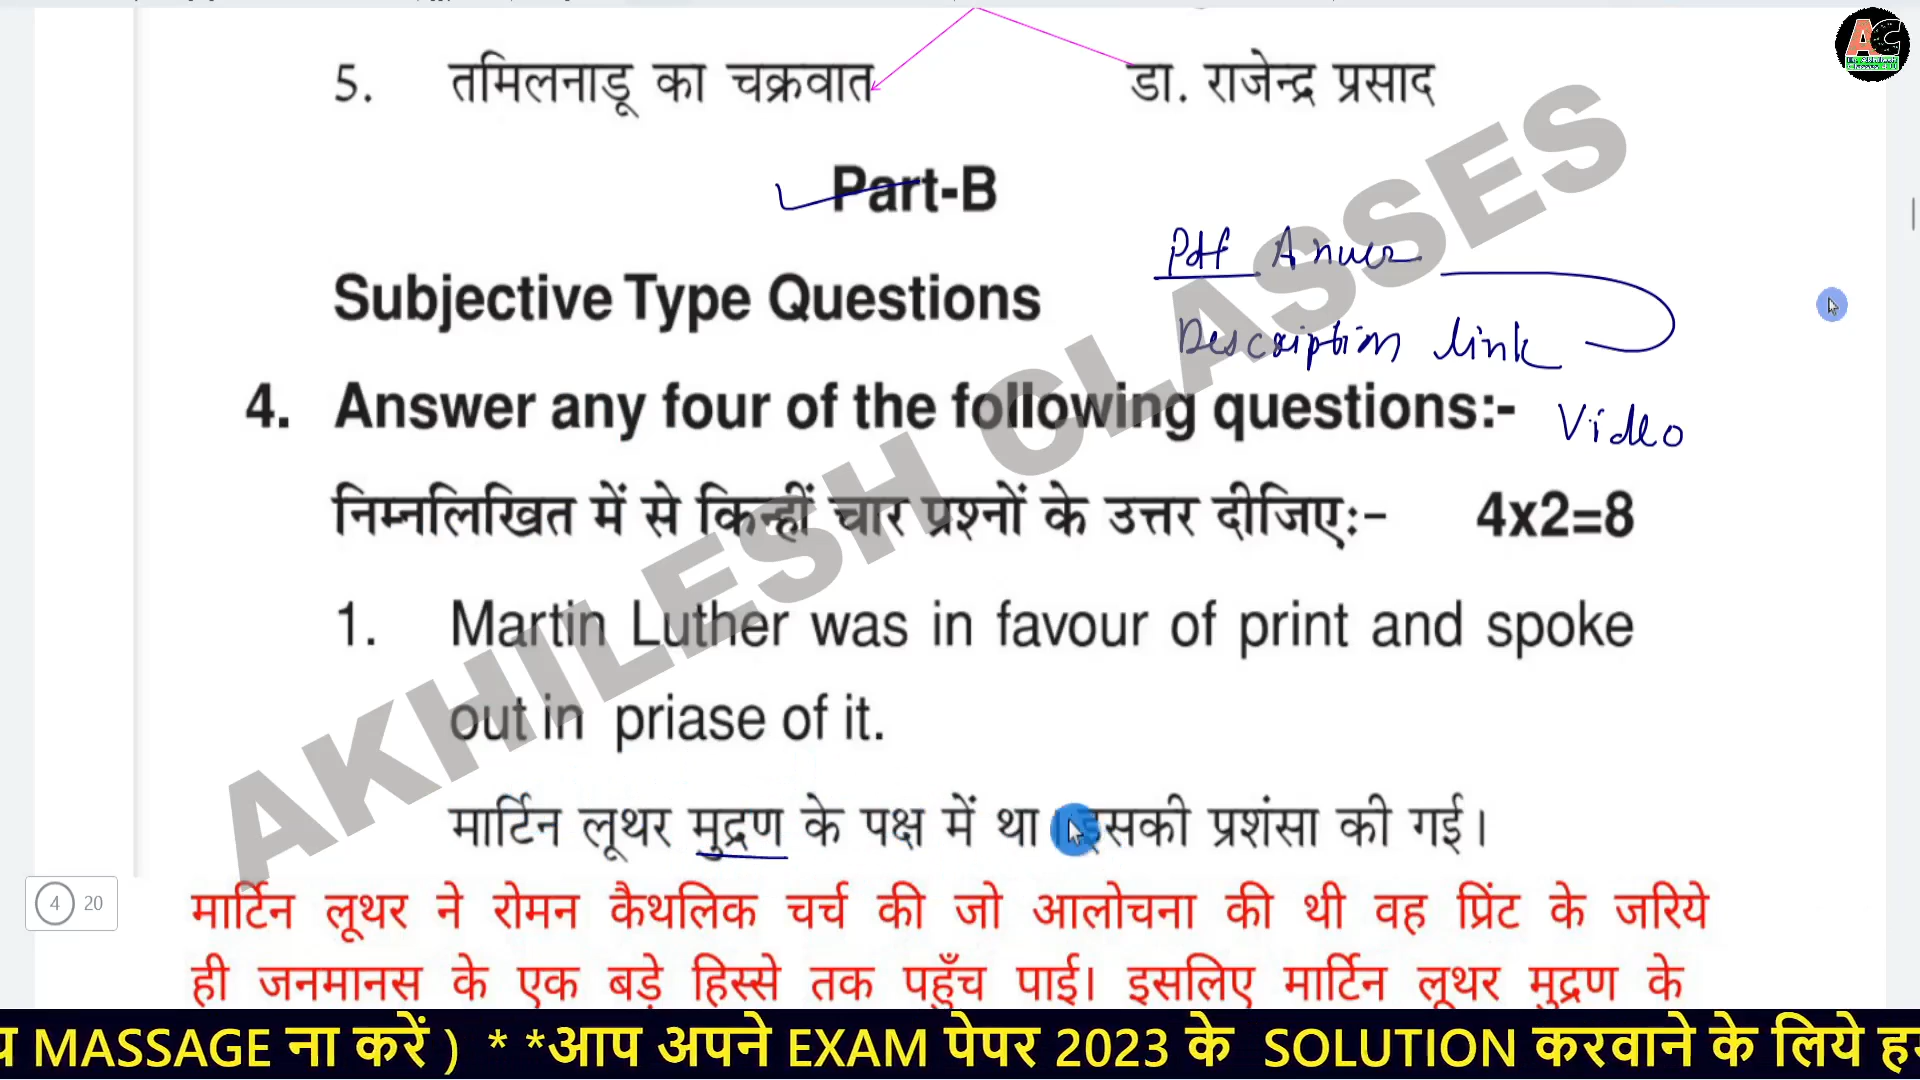 5. तमिलनाडू का चक्रवात डा. राजेन्द्र प्रसाद
Part-B
Pdf Anwer
Subjective Type Questions
Description link
4. Answer any four of the following questions:-
Video
निम्नलिखित में से किन्हीं चार प्रश्नों के उत्तर दीजिए:- 4x2=8
1. Martin Luther was in favour of print and spoke
out in priase of it.
मार्टिन लूथर मुद्रण के पक्ष में था इसकी प्रशंसा की गई।
AKHILESH CLASSES
4 20
मार्टिन लूथर ने रोमन कैथलिक चर्च की जो आलोचना की थी वह प्रिंट के जरिये
ही जनमानस के एक बड़े हिस्से तक पहुँच पाई। इसलिए मार्टिन लूथर मुद्रण के
MASSAGE ना करें ) * *आप अपने EXAM पेपर 2023 के SOLUTION करवाने के लिये
AC